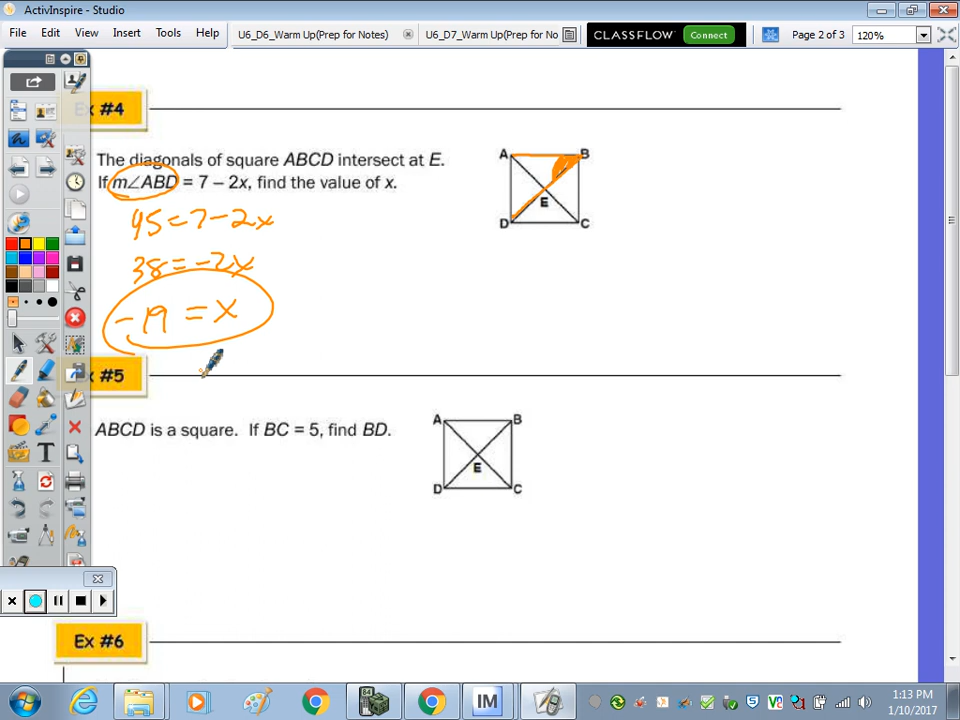 ActivInspire - Studio
File Edit View Insert Tools Help
U6_D6_Warm Up(Prep for Notes)
U6_D7_Warm Up(Prep for No
CLASSFLOW Connect
Page 2 of 3
120%
Ex #4
The diagonals of square ABCD intersect at E.
If m∠ABD = 7 – 2x, find the value of x.
A B
E
D C
45 = 7 - 2x
38 = -2x
-19 = x
x #5
ABCD is a square. If BC = 5, find BD.
A B
E
D C
Ex #6
84
IM
1:13 PM
1/10/2017